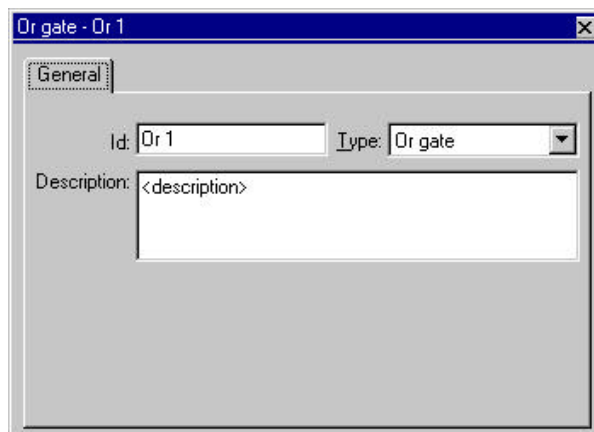 Or gate - Or 1
General
Id: Or 1 Type: Or gate
Description: <description>